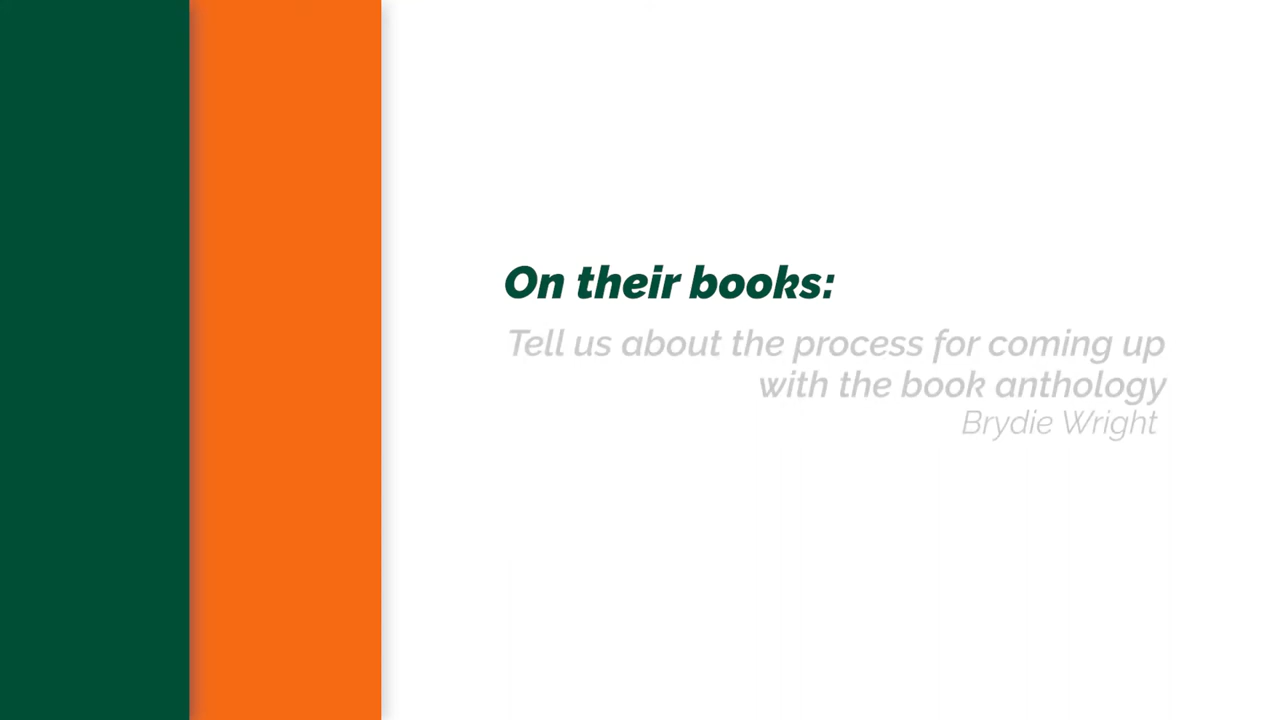 On their books:
Tell us about the process for coming up
with the book anthology
Brydie Wright